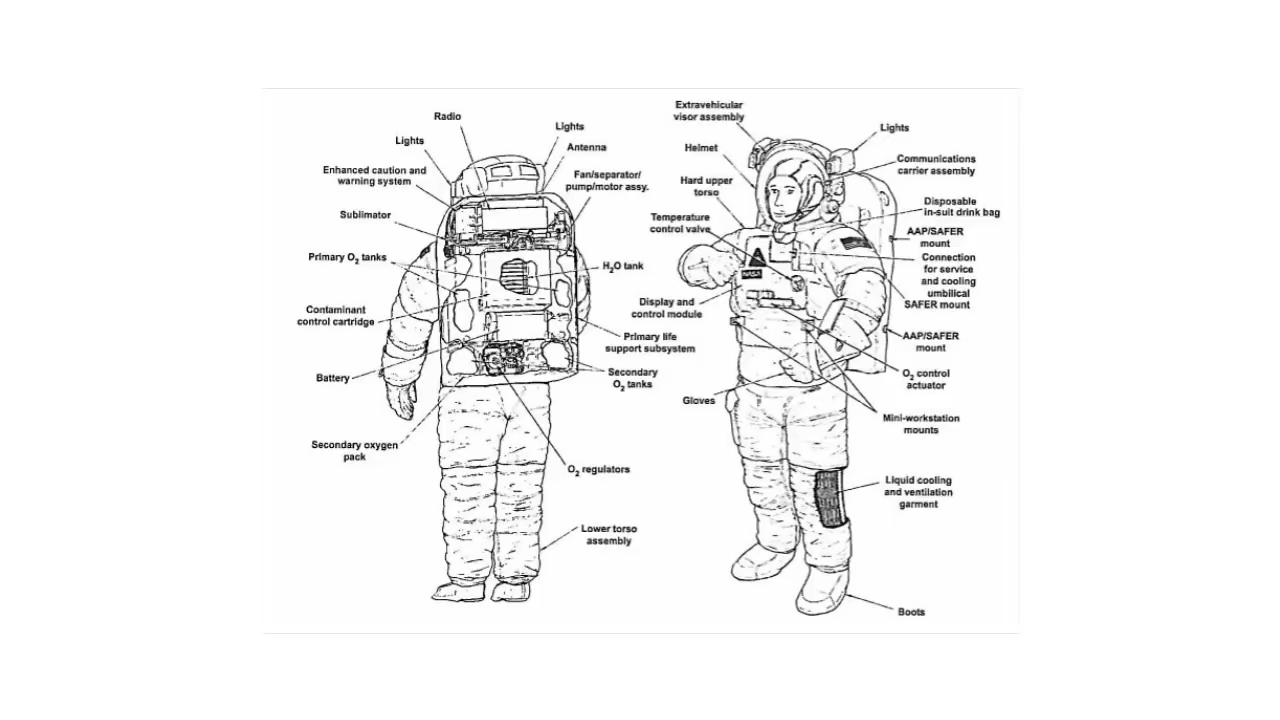 Radio
Lights
Lights
Antenna
Enhanced caution and
warning system
Fan/separator/
pump/motor assy.
Sublimator
Primary O2 tanks
H2O tank
Contaminant
control cartridge
Primary life
support subsystem
Battery
Secondary
O2 tanks
Secondary oxygen
pack
O2 regulators
Lower torso
assembly
Extravehicular
visor assembly
Lights
Helmet
Communications
carrier assembly
Hard upper
torso
Disposable
in-suit drink bag
Temperature
control valve
AAP/SAFER
mount
Connection
for service
and cooling
umbilical
NASA
Display and
control module
SAFER mount
AAP/SAFER
mount
O2 control
actuator
Gloves
Mini-workstation
mounts
Liquid cooling
and ventilation
garment
Boots